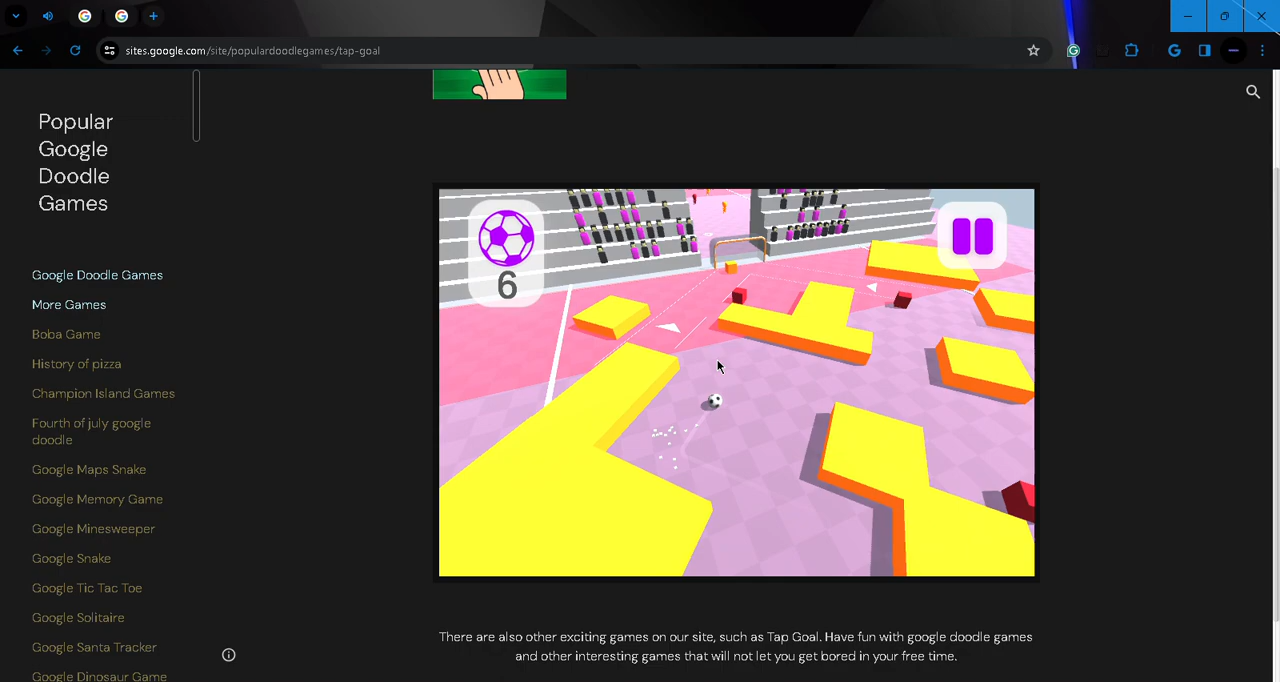 sites.google.com/site/populardoodlegames/tap-goal
Popular
Google
Doodle
Games
Google Doodle Games
More Games
Boba Game
History of pizza
Champion Island Games
Fourth of july google
doodle
Google Maps Snake
Google Memory Game
Google Minesweeper
Google Snake
Google Tic Tac Toe
Google Solitaire
Google Santa Tracker
Google Dinosaur Game
6
There are also other exciting games on our site, such as Tap Goal. Have fun with google doodle games
and other interesting games that will not let you get bored in your free time.